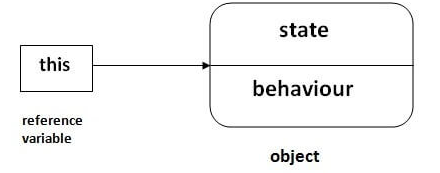 this
reference
variable
state
behaviour
object